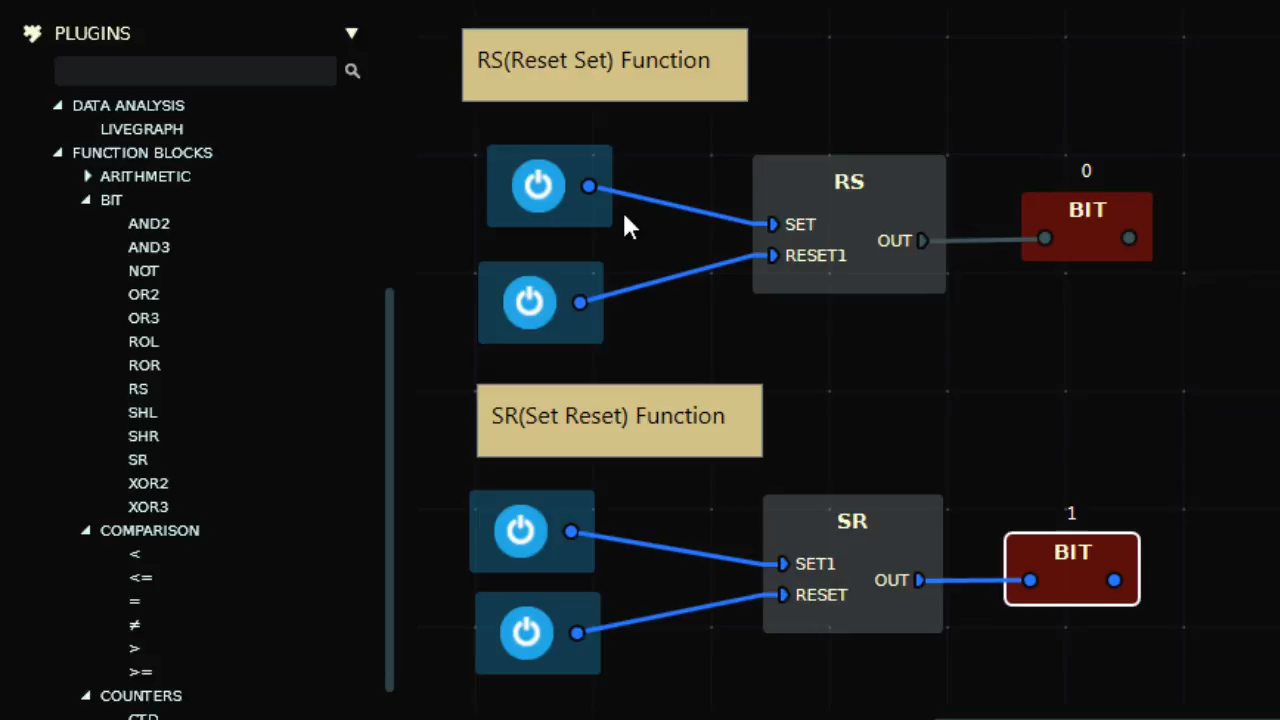 PLUGINS
DATA ANALYSIS
LIVEGRAPH
FUNCTION BLOCKS
ARITHMETIC
BIT
AND2
AND3
NOT
OR2
OR3
ROL
ROR
RS
SHL
SHR
SR
XOR2
XOR3
COMPARISON
<
<=
=
≠
>
>=
COUNTERS
CTD
RS(Reset Set) Function
RS
SET
RESET1
OUT
0
BIT
SR(Set Reset) Function
SR
SET1
RESET
OUT
1
BIT